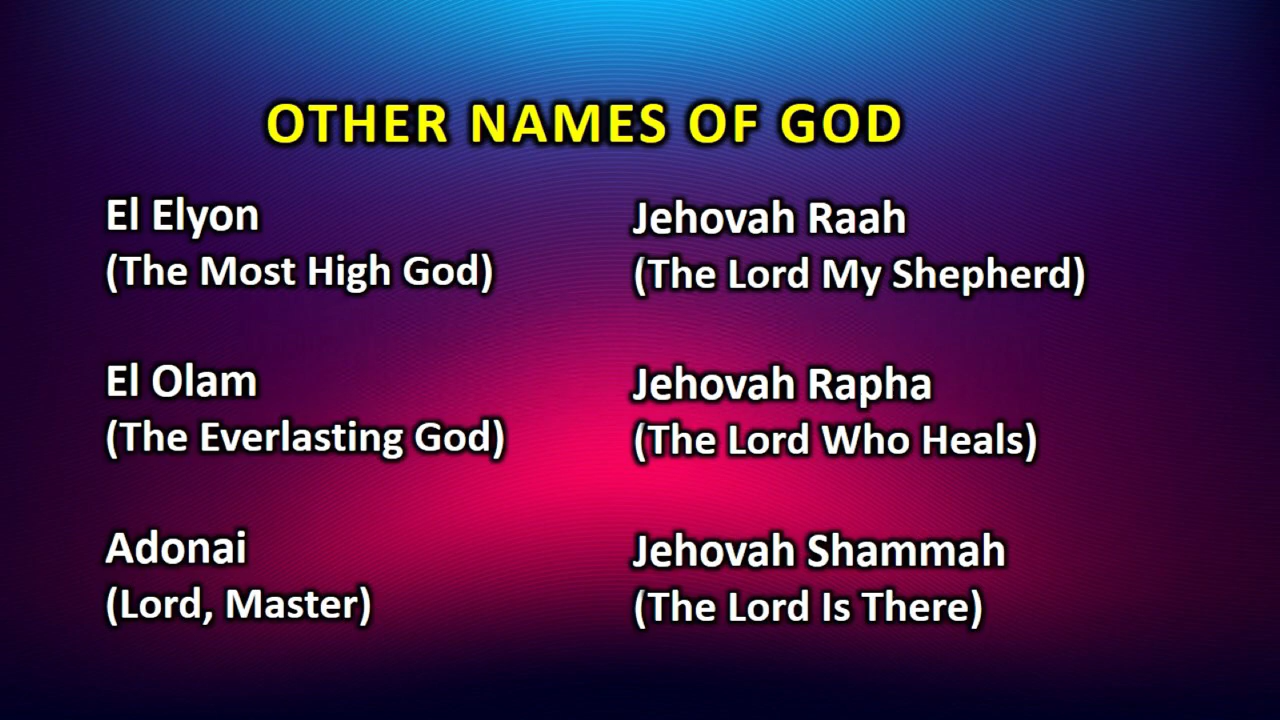 OTHER NAMES OF GOD
El Elyon
(The Most High God)
El Olam
(The Everlasting God)
Adonai
(Lord, Master)
Jehovah Raah
(The Lord My Shepherd)
Jehovah Rapha
(The Lord Who Heals)
Jehovah Shammah
(The Lord Is There)